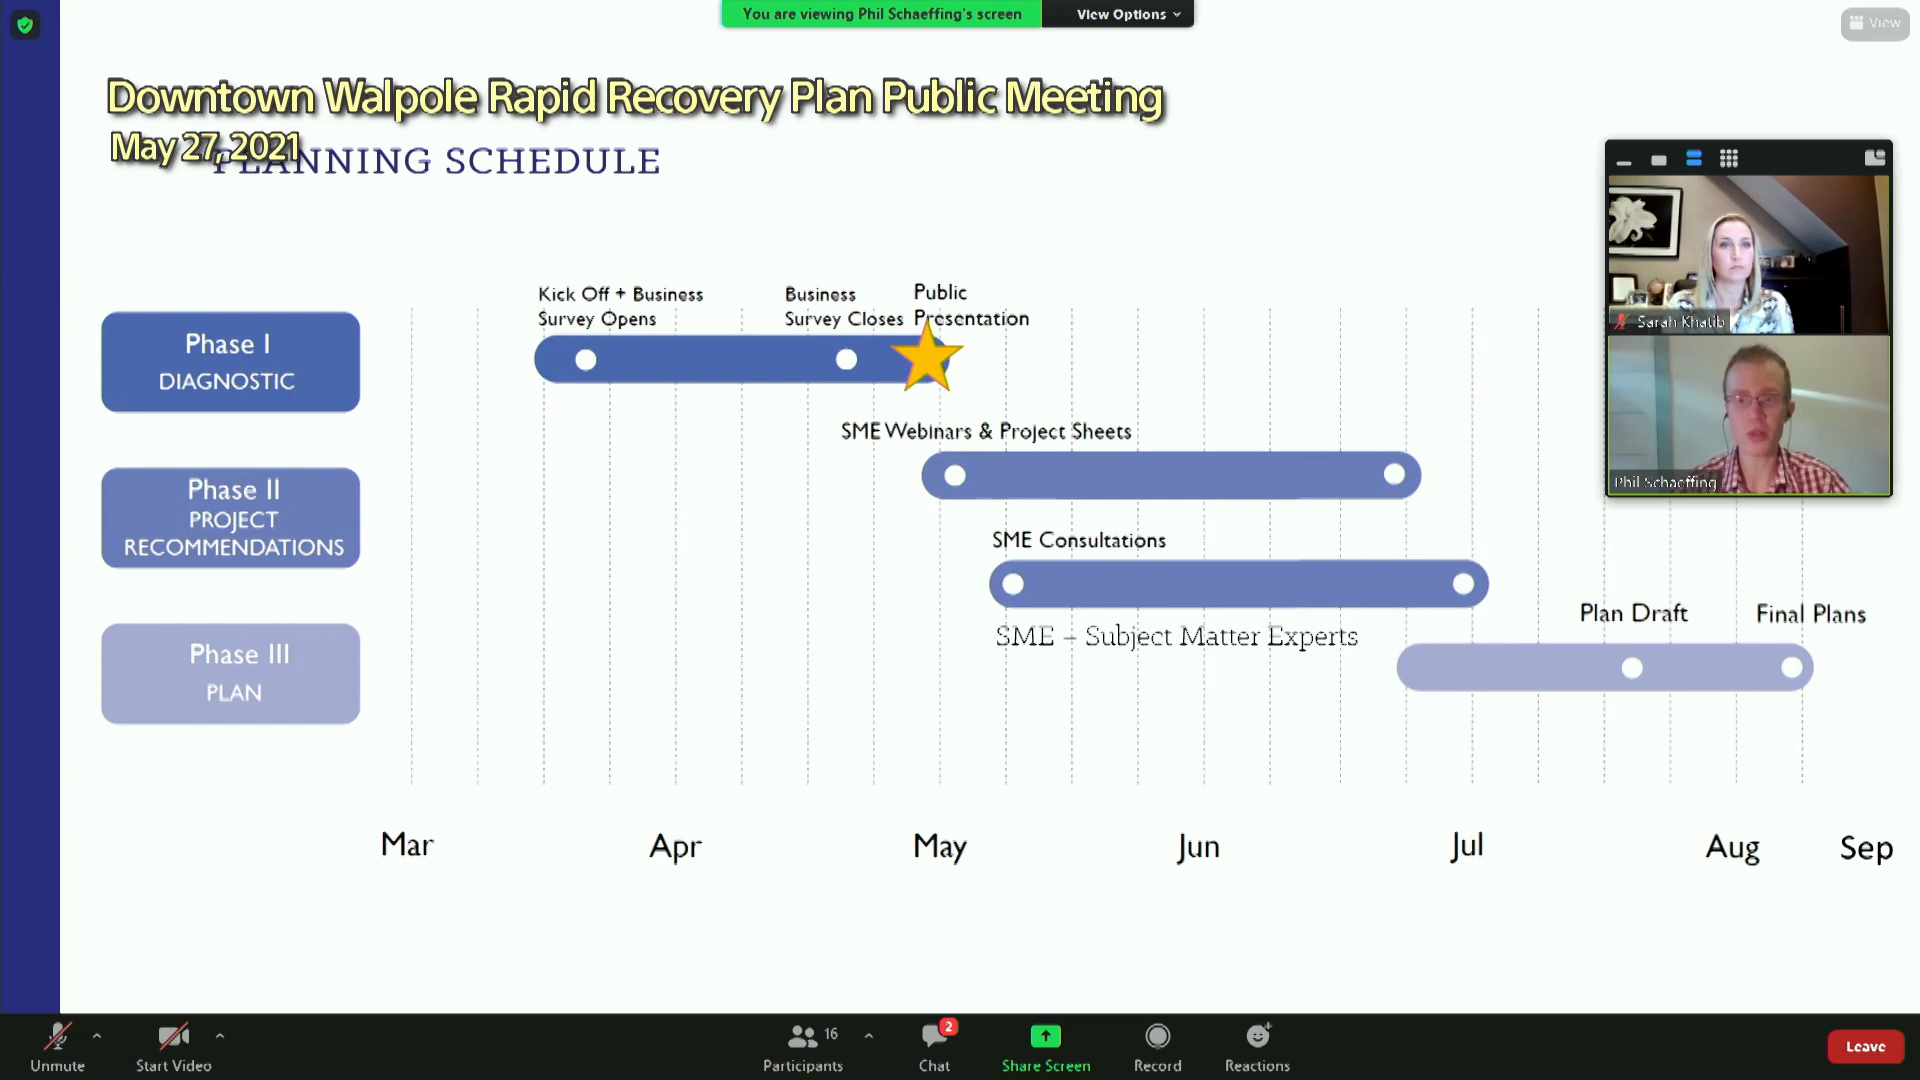 You are viewing Phil Schaeffing's screen
View Options
View
Downtown Walpole Rapid Recovery Plan Public Meeting
May 27, 2021
PLANNING SCHEDULE
Kick Off + Business
Survey Opens
Business
Survey Closes
Public
Presentation
Phase I
DIAGNOSTIC
Sarah Khatib
SME Webinars & Project Sheets
Phil Schaeffing
Phase II
PROJECT
RECOMMENDATIONS
SME Consultations
SME – Subject Matter Experts
Plan Draft
Final Plans
Phase III
PLAN
Mar
Apr
May
Jun
Jul
Aug
Sep
Unmute
Start Video
16
Participants
2
Chat
Share Screen
Record
Reactions
Leave